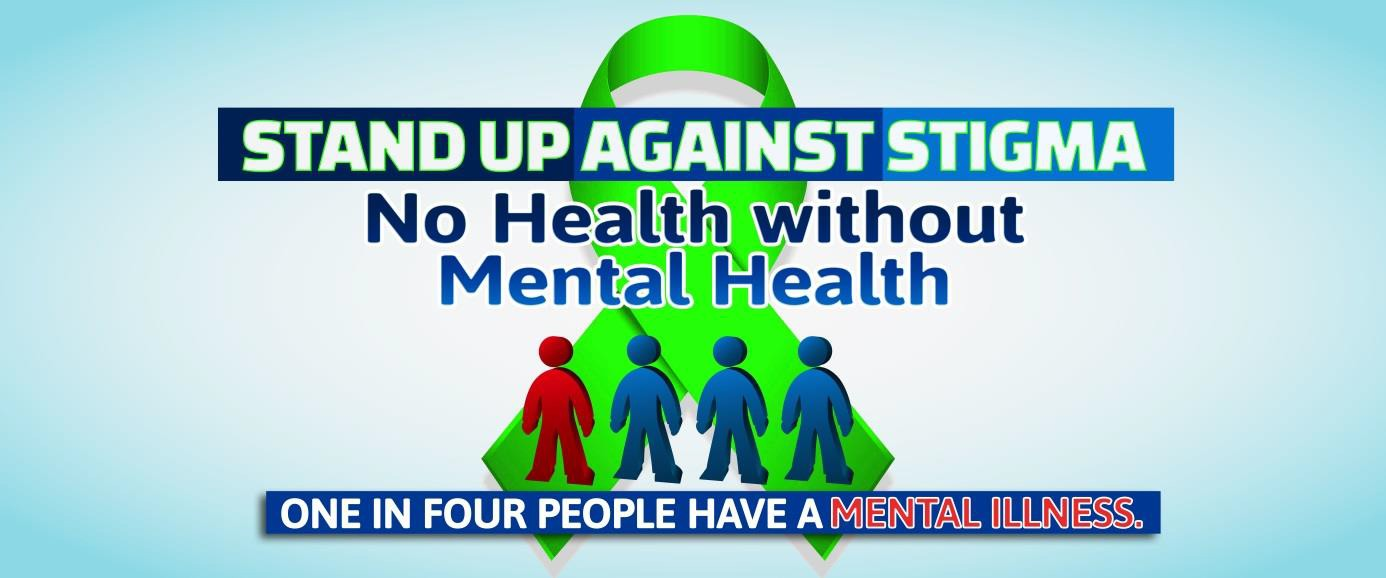 STAND UP AGAINST STIGMA
No Health without
Mental Health
ONE IN FOUR PEOPLE HAVE A MENTAL ILLNESS.